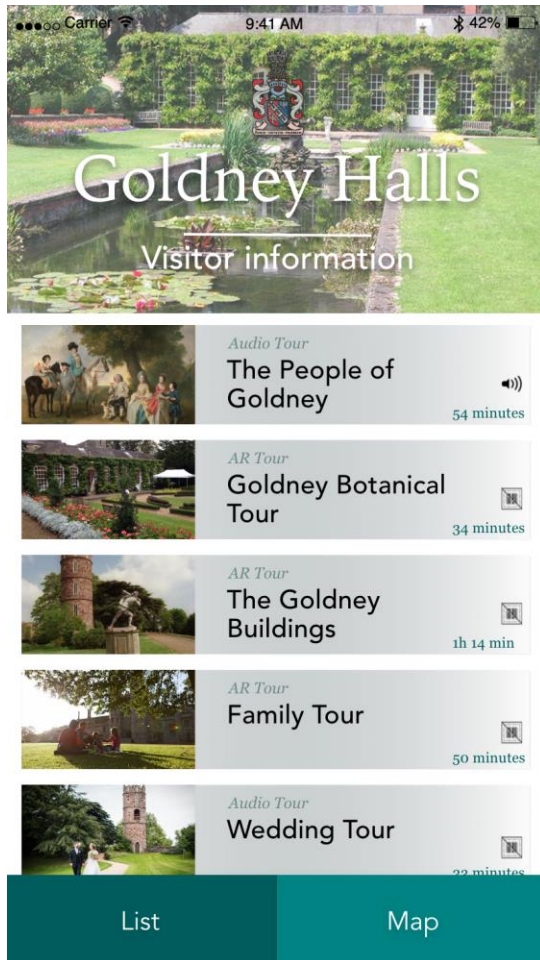 Carrier 9:41 AM 42%
Goldney Halls
Visitor information
Audio Tour
The People of
Goldney
54 minutes
AR Tour
Goldney Botanical
Tour
34 minutes
AR Tour
The Goldney
Buildings
1h 14 min
AR Tour
Family Tour
50 minutes
Audio Tour
Wedding Tour
minutes
List Map